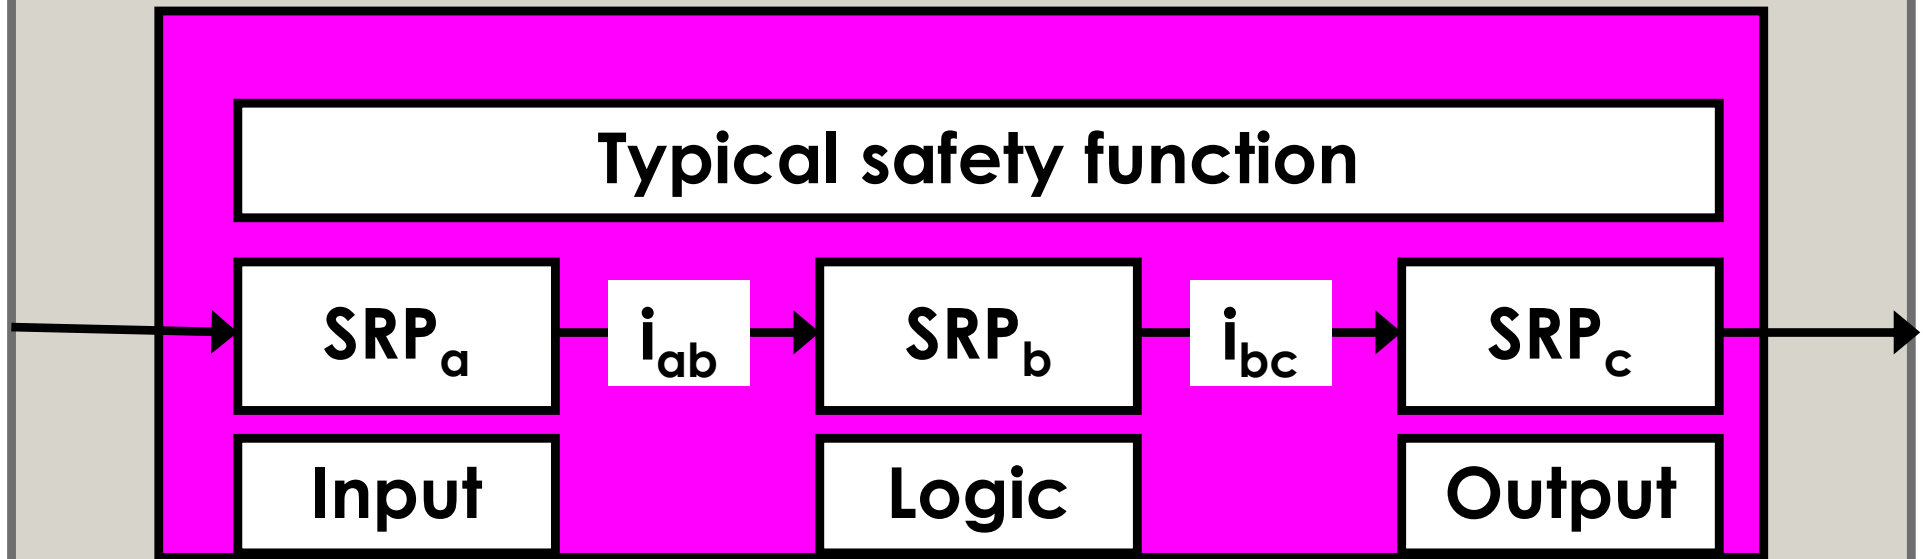 Typical safety function
SRPa iab SRPb ibc SRPc
Input Logic Output